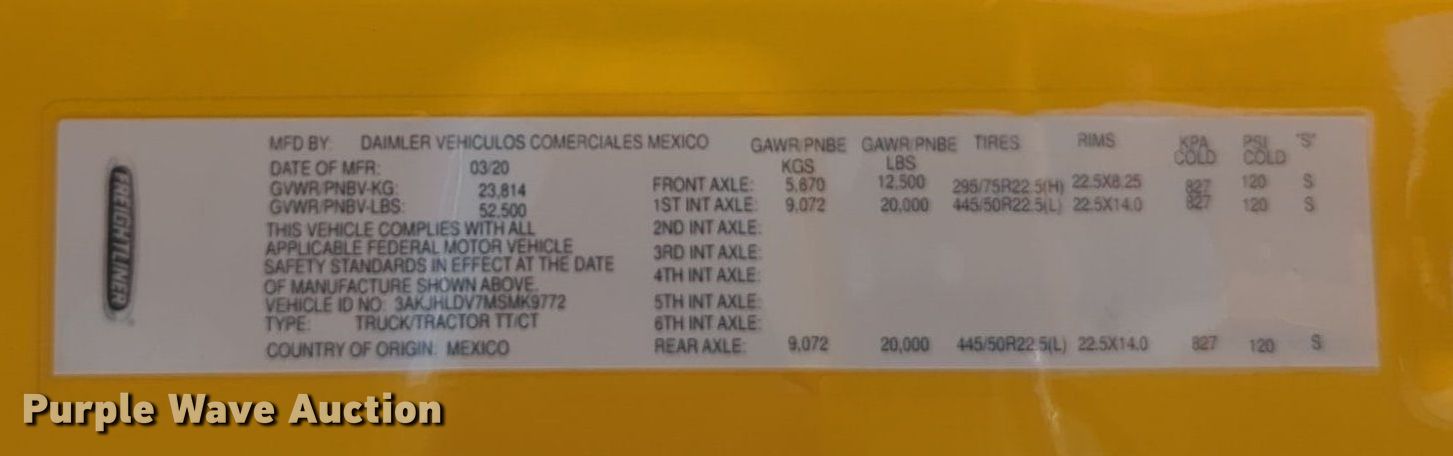 FREIGHTLINER
MFD BY: DAIMLER VEHICULOS COMERCIALES MEXICO
DATE OF MFR: 03/20
GVWR/PNBV-KG: 23,814
GVWR/PNBV-LBS: 52,500
THIS VEHICLE COMPLIES WITH ALL
APPLICABLE FEDERAL MOTOR VEHICLE
SAFETY STANDARDS IN EFFECT AT THE DATE
OF MANUFACTURE SHOWN ABOVE.
VEHICLE ID NO: 3AKJHLDV7MSMK9772
TYPE: TRUCK/TRACTOR TT/CT
COUNTRY OF ORIGIN: MEXICO
GAWR/PNBE GAWR/PNBE TIRES RIMS KPA PSI "S"
KGS LBS COLD COLD
FRONT AXLE: 5,670 12,500 295/75R22.5(H) 22.5X8.25 827 120 S
1ST INT AXLE: 9,072 20,000 445/50R22.5(L) 22.5X14.0 827 120 S
2ND INT AXLE:
3RD INT AXLE:
4TH INT AXLE:
5TH INT AXLE:
6TH INT AXLE:
REAR AXLE: 9,072 20,000 445/50R22.5(L) 22.5X14.0 827 120 S
Purple Wave Auction